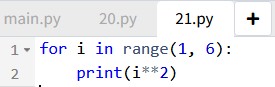 main.py 20.py 21.py +
1 for i in range(1, 6):
2     print(i**2)